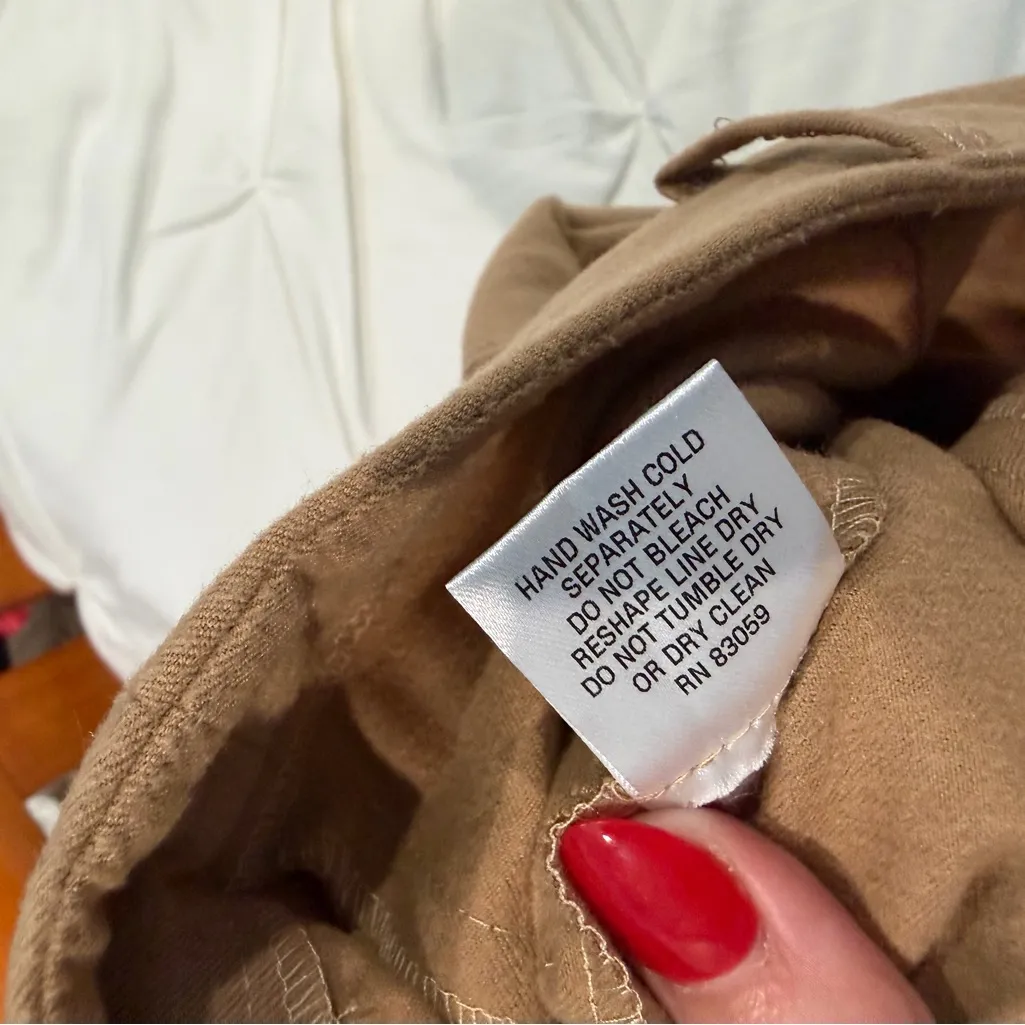 HAND WASH COLD
SEPARATELY
DO NOT BLEACH
RESHAPE LINE DRY
DO NOT TUMBLE DRY
OR DRY CLEAN
RN 83059